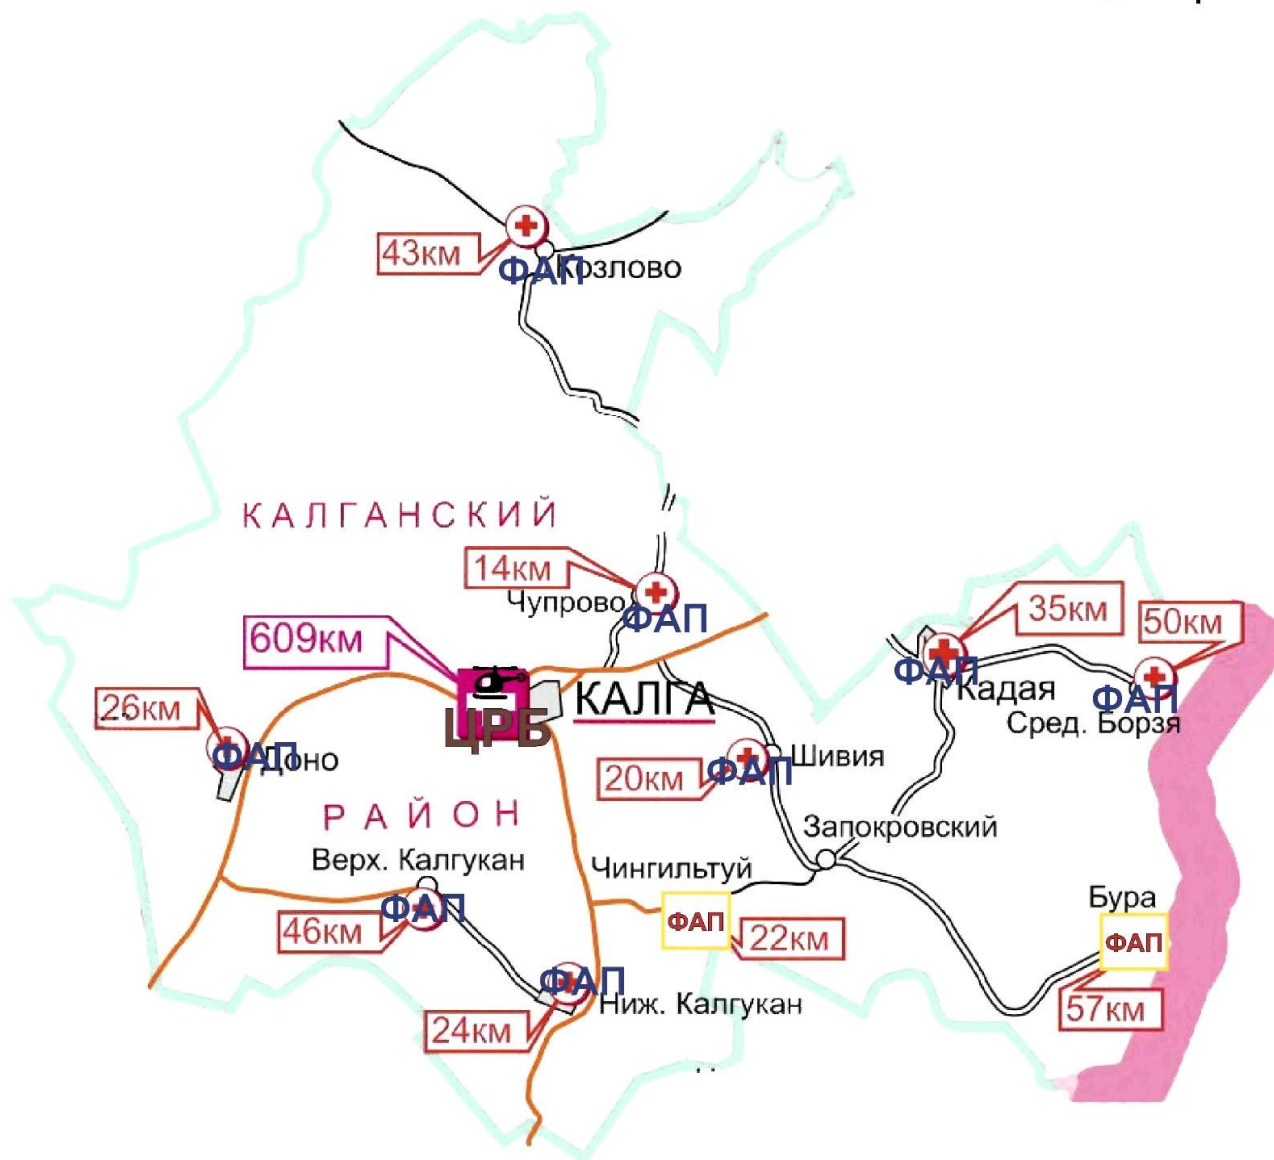 43км
ФАП
Козлово
КАЛГАНСКИЙ
14км
Чупрово
ФАП
609км
35км
50км
ФАП
Кадая
ФАП
Сред. Борзя
26км
ЦРБ
КАЛГА
ФАП
Доно
Шивия
20км
ФАП
РАЙОН
Запокровский
Верх. Калгукан
Чингильтуй
ФАП
46км
ФАП
22км
Бура
ФАП
ФАП
Ниж. Калгукан
24км
57км